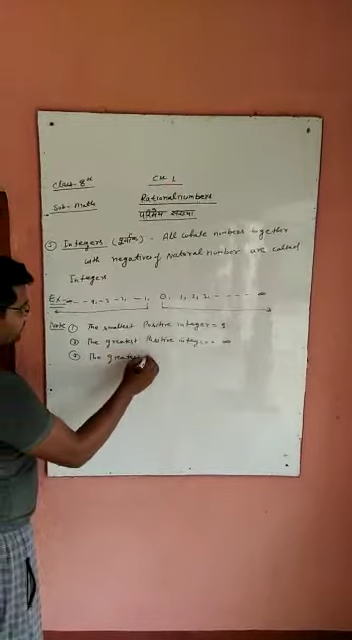 CH 1
Class- 8th
Rational numbers
Sub- Maths
परिमेय संख्या
Integers (पूर्णांक) - All whole numbers together
with negative of Natural number are called
Integers
Ex -∞ - - 4, -3 -2, -1, 0, 1, 2, 3, - - - - ∞
Note ① The smallest Positive integer = 1
② The greatest Positive integer = ∞
③ The greatest